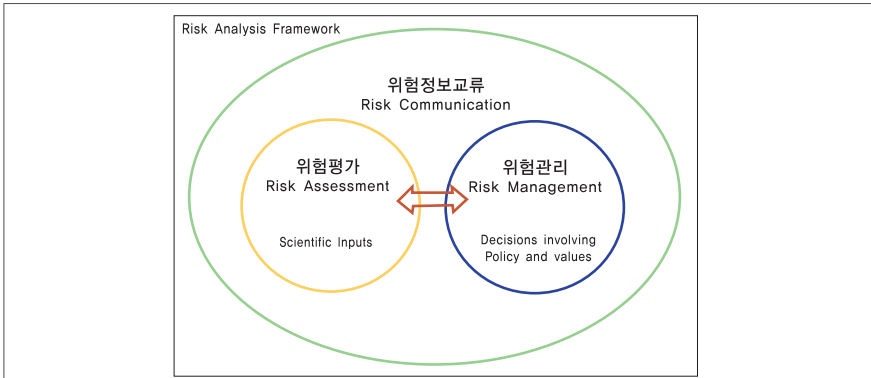 Risk Analysis Framework
위험정보교류
Risk Communication
위험평가
Risk Assessment
Scientific Inputs
위험관리
Risk Management
Decisions involving
Policy and values